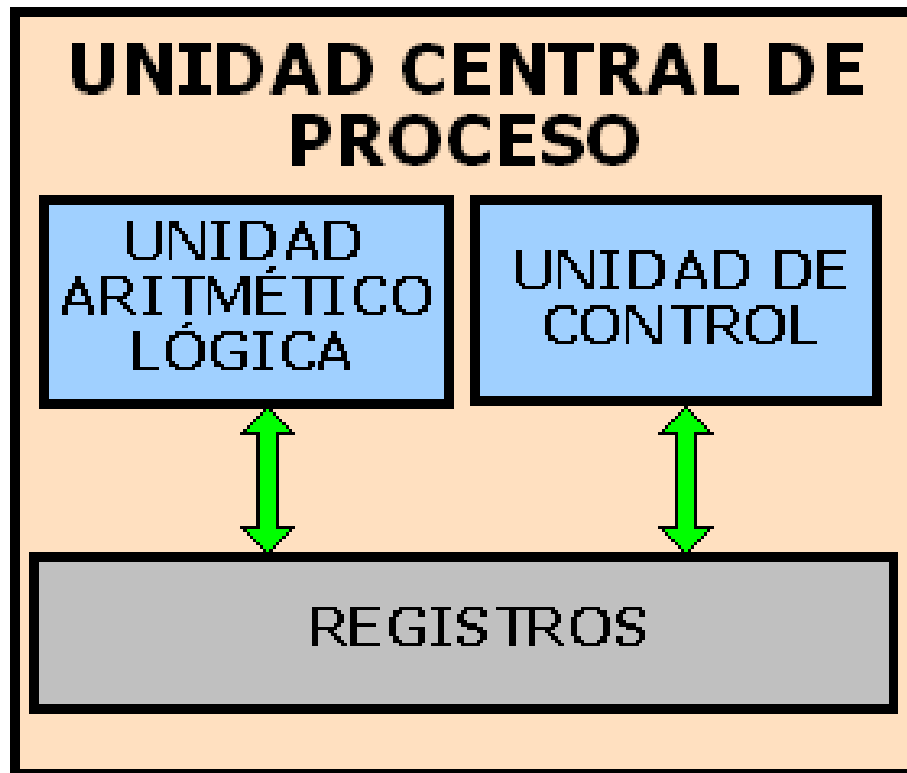 UNIDAD CENTRAL DE
PROCESO
UNIDAD
ARITMÉTICO
LÓGICA
UNIDAD DE
CONTROL
REGISTROS